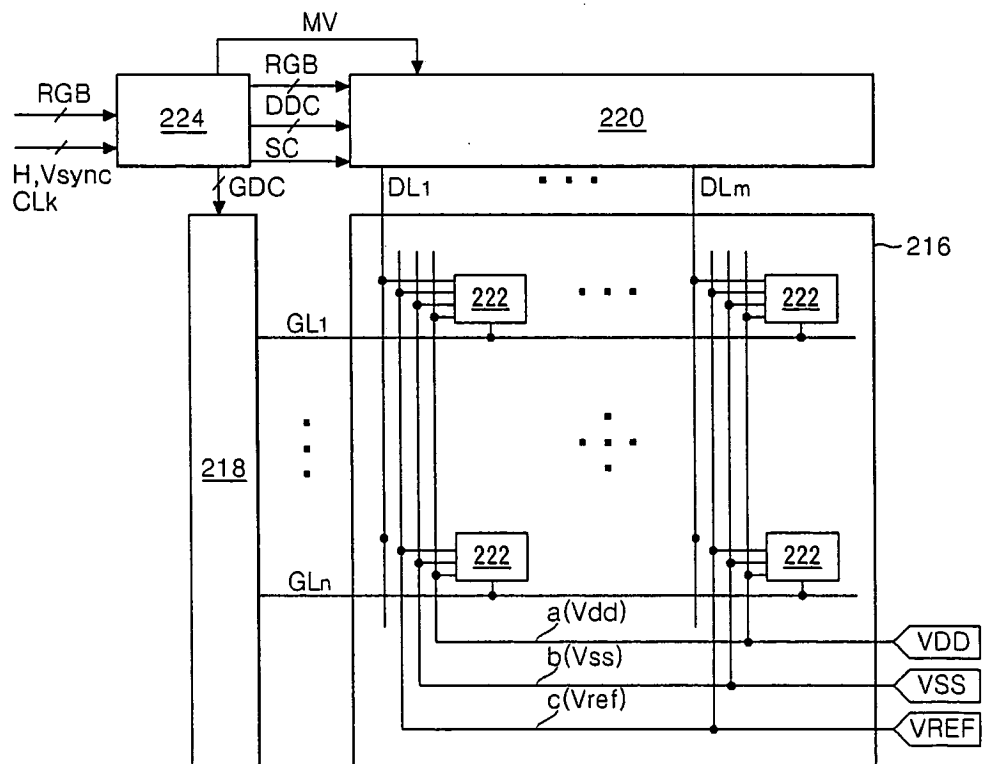 MV
RGB
RGB
224
DDC
220
SC
H,Vsync
CLk
GDC
DL1
DLm
216
222
222
GL1
218
222
222
GLn
a(Vdd)
VDD
b(Vss)
VSS
c(Vref)
VREF